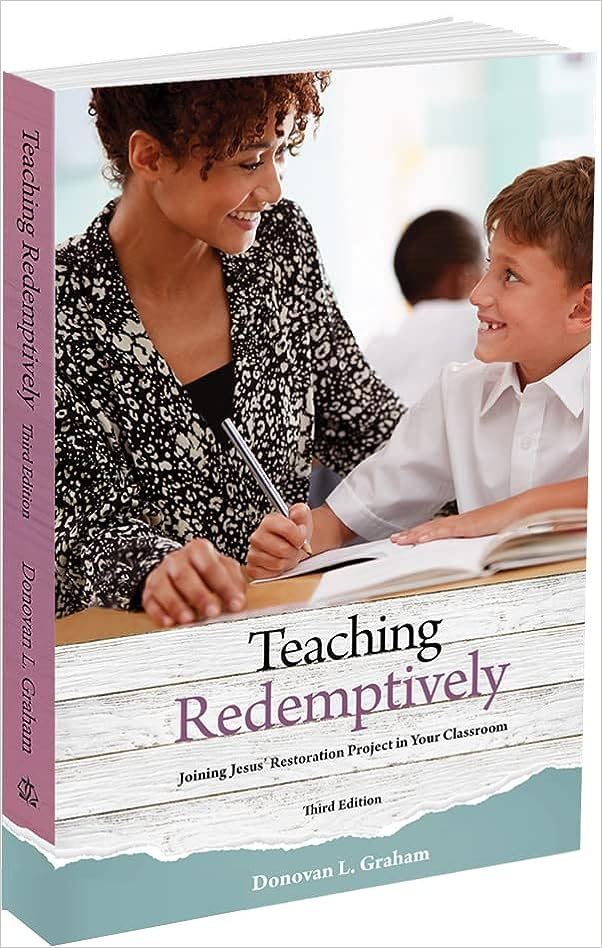 Teaching Redemptively Third Edition Donovan L. Graham
Teaching
Redemptively
Joining Jesus' Restoration Project in Your Classroom
Third Edition
Donovan L. Graham